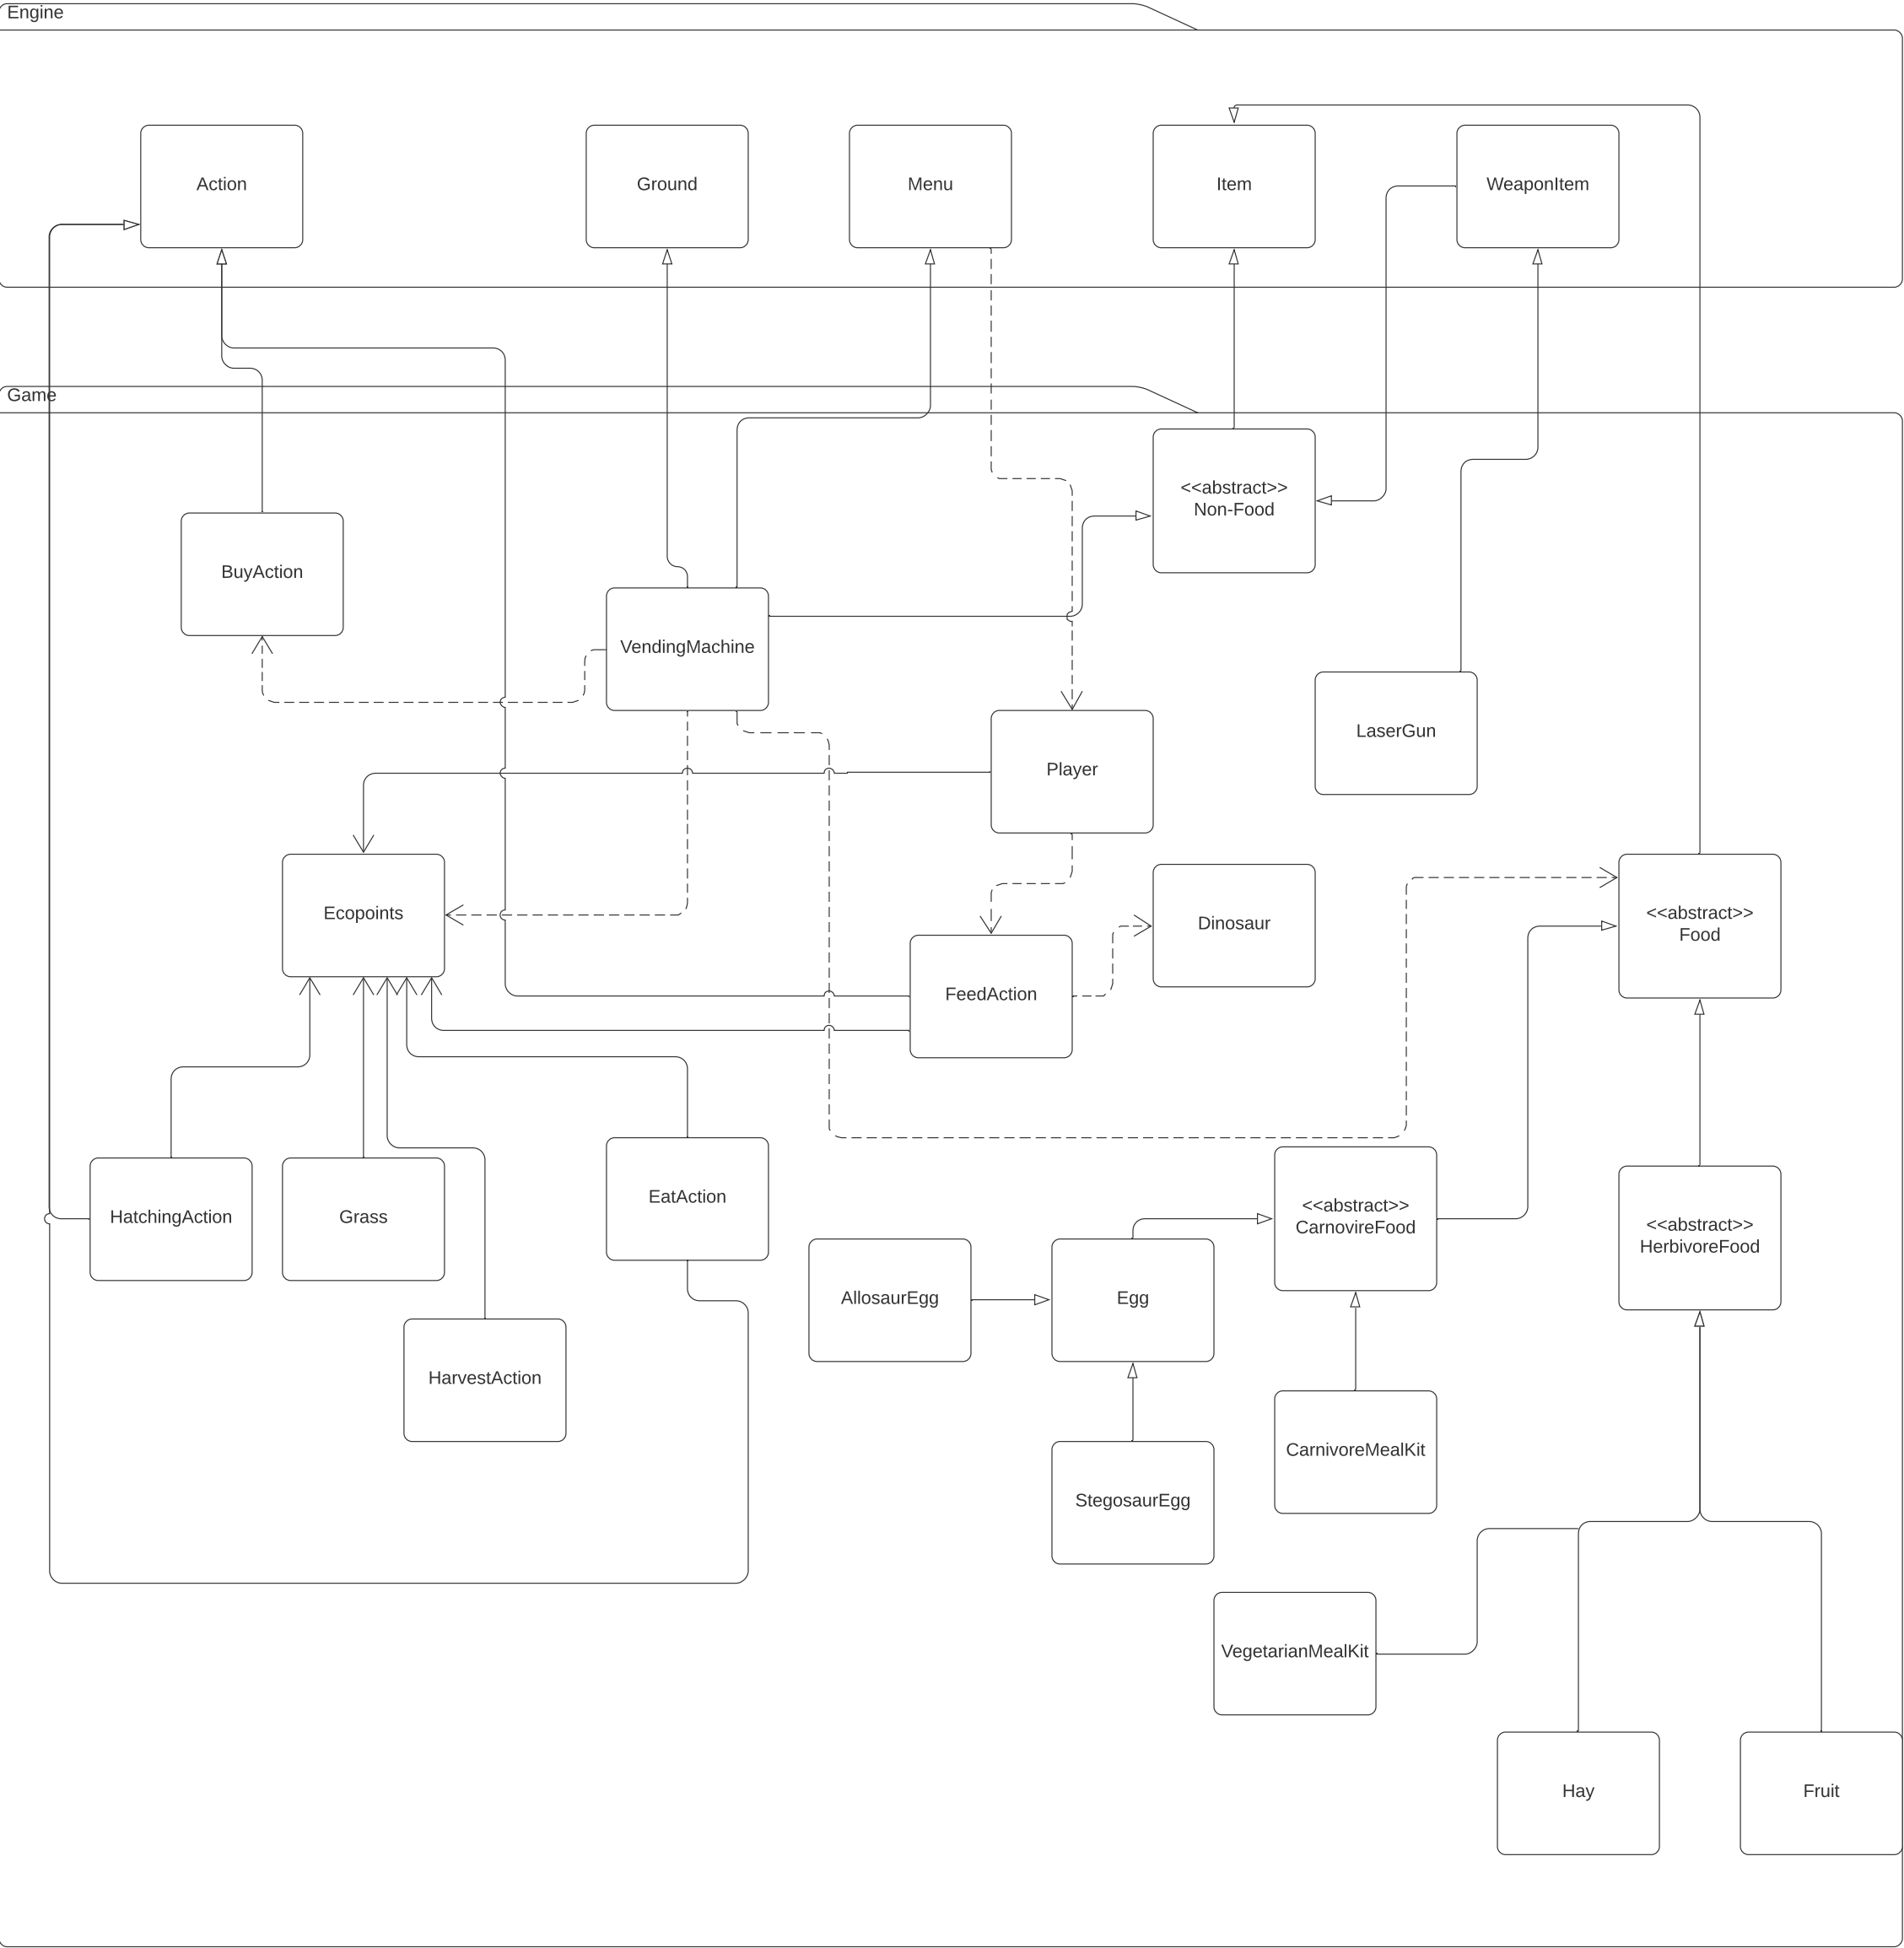 Engine
Action
Ground
Menu
Item
WeaponItem
Game
<<abstract>>
Non-Food
BuyAction
VendingMachine
LaserGun
Player
Ecopoints
Dinosaur
<<abstract>>
Food
FeedAction
EatAction
<<abstract>>
CarnovireFood
HatchingAction
Grass
<<abstract>>
HerbivoreFood
AllosaurEgg
Egg
HarvestAction
CarnivoreMealKit
StegosaurEgg
VegetarianMealKit
Hay
Fruit